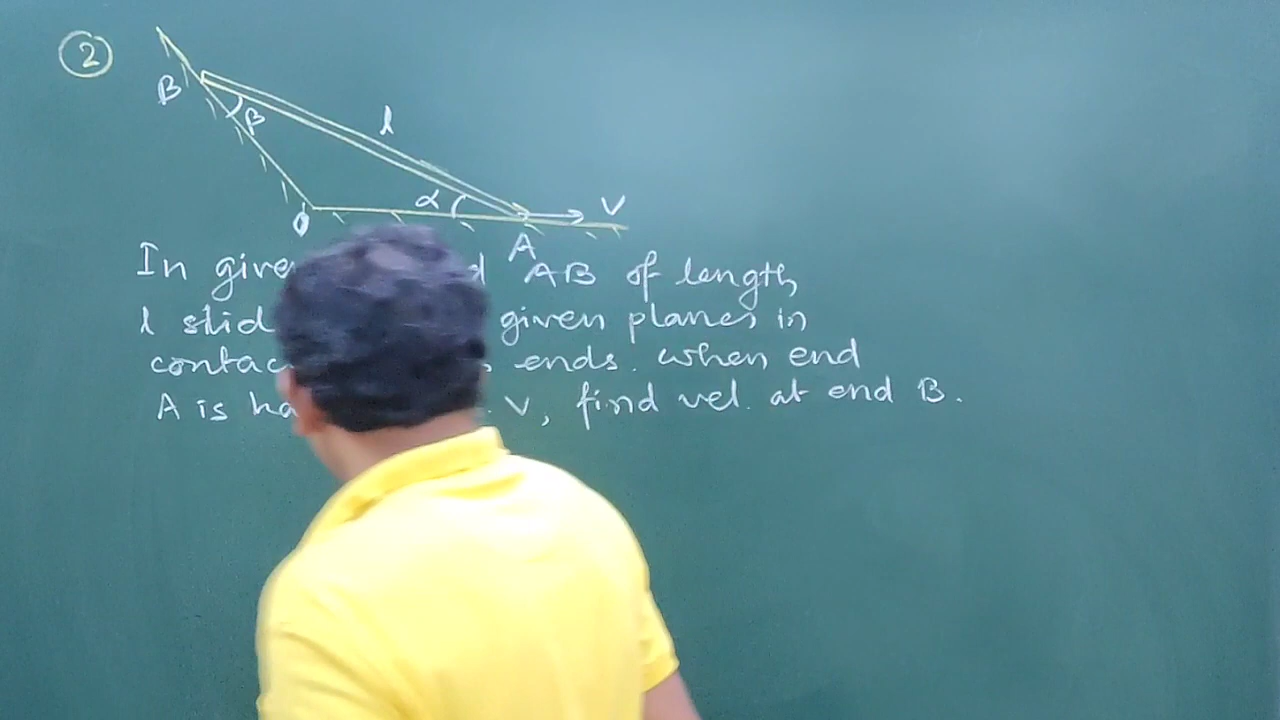 ②
B
β
l
α
V
O
A
In give d AB of length
l slid given planes in
contac s ends. when end
A is ha . V, find vel. at end B.